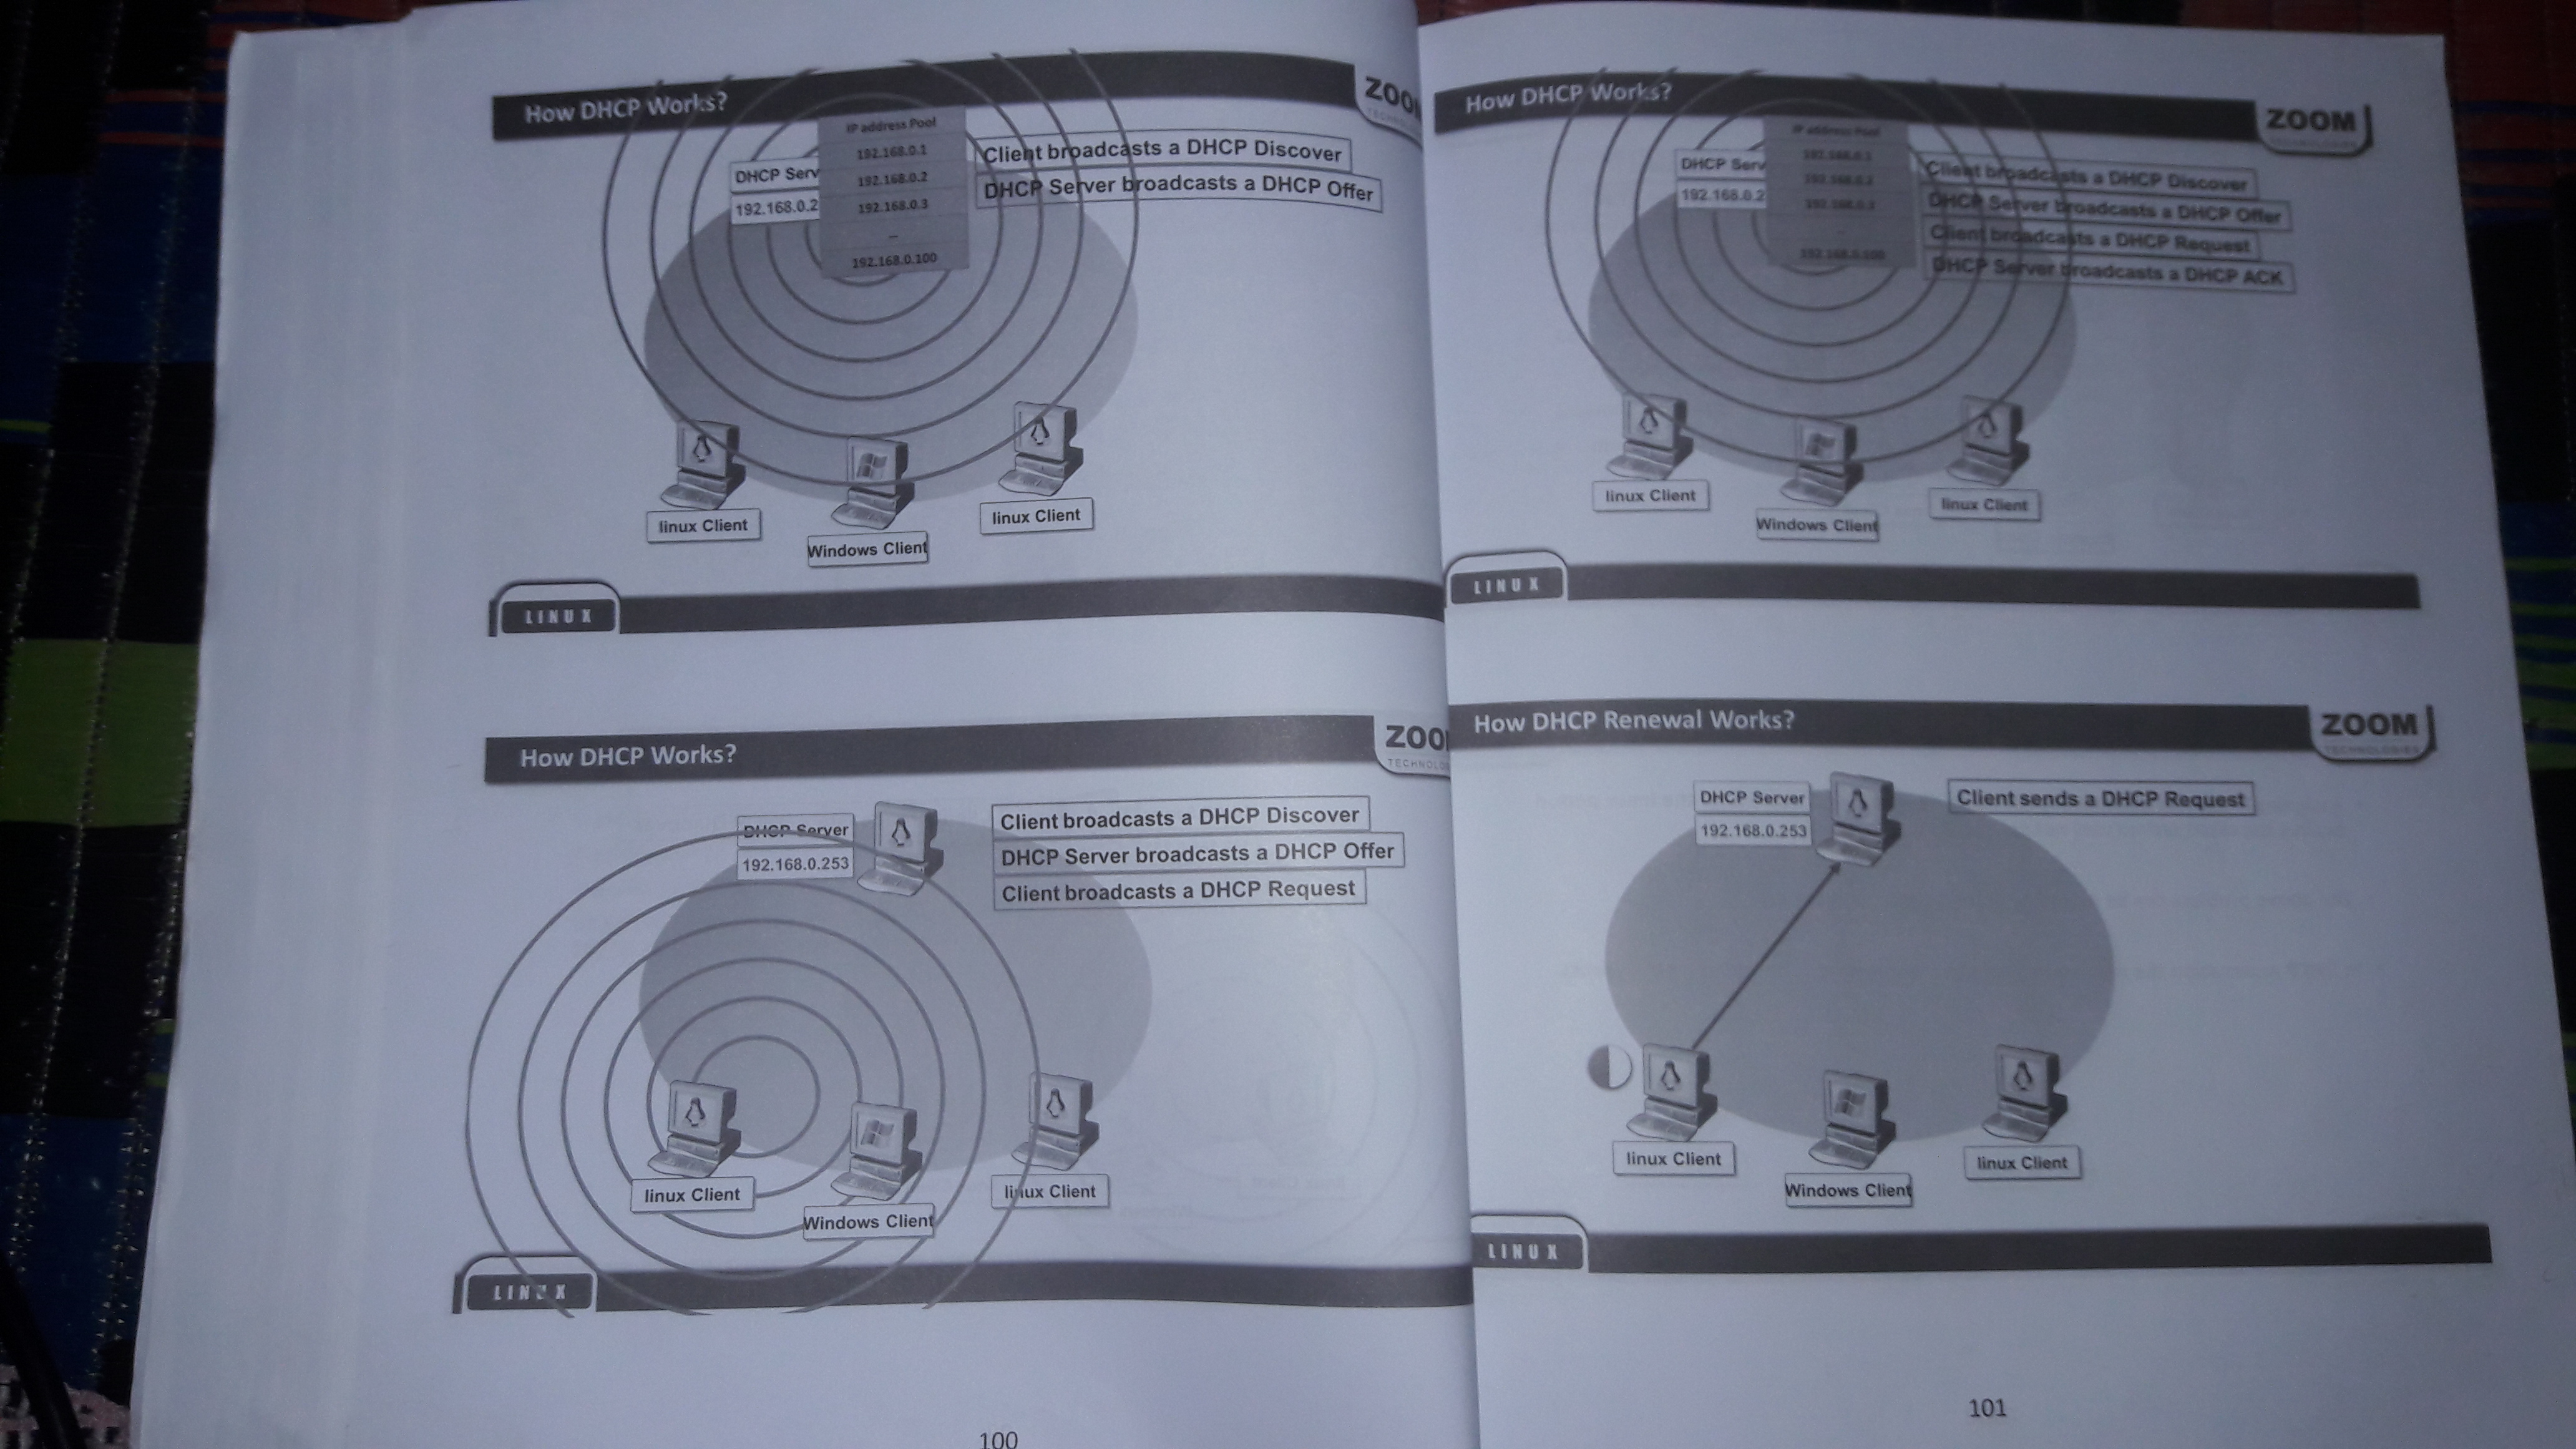 How DHCP Works?
ZOO
IP address Pool
192.168.0.1
192.168.0.2
192.168.0.3
...
192.168.0.100
DHCP Serv
192.168.0.2
Client broadcasts a DHCP Discover
DHCP Server broadcasts a DHCP Offer
linux Client
Windows Client
linux Client
LINUX
How DHCP Works?
ZOO
TECHNOLO
DHCP Server
192.168.0.253
Client broadcasts a DHCP Discover
DHCP Server broadcasts a DHCP Offer
Client broadcasts a DHCP Request
linux Client
Windows Client
linux Client
LINUX
100
How DHCP Works?
ZOOM
TECHNOLOGIES
IP address Pool
192.168.0.1
192.168.0.2
192.168.0.3
192.168.0.100
DHCP Serv
192.168.0.2
Client broadcasts a DHCP Discover
DHCP Server broadcasts a DHCP Offer
Client broadcasts a DHCP Request
DHCP Server broadcasts a DHCP ACK
linux Client
Windows Client
linux Client
LINUX
How DHCP Renewal Works?
ZOOM
TECHNOLOGIES
DHCP Server
192.168.0.253
Client sends a DHCP Request
linux Client
Windows Client
linux Client
LINUX
101